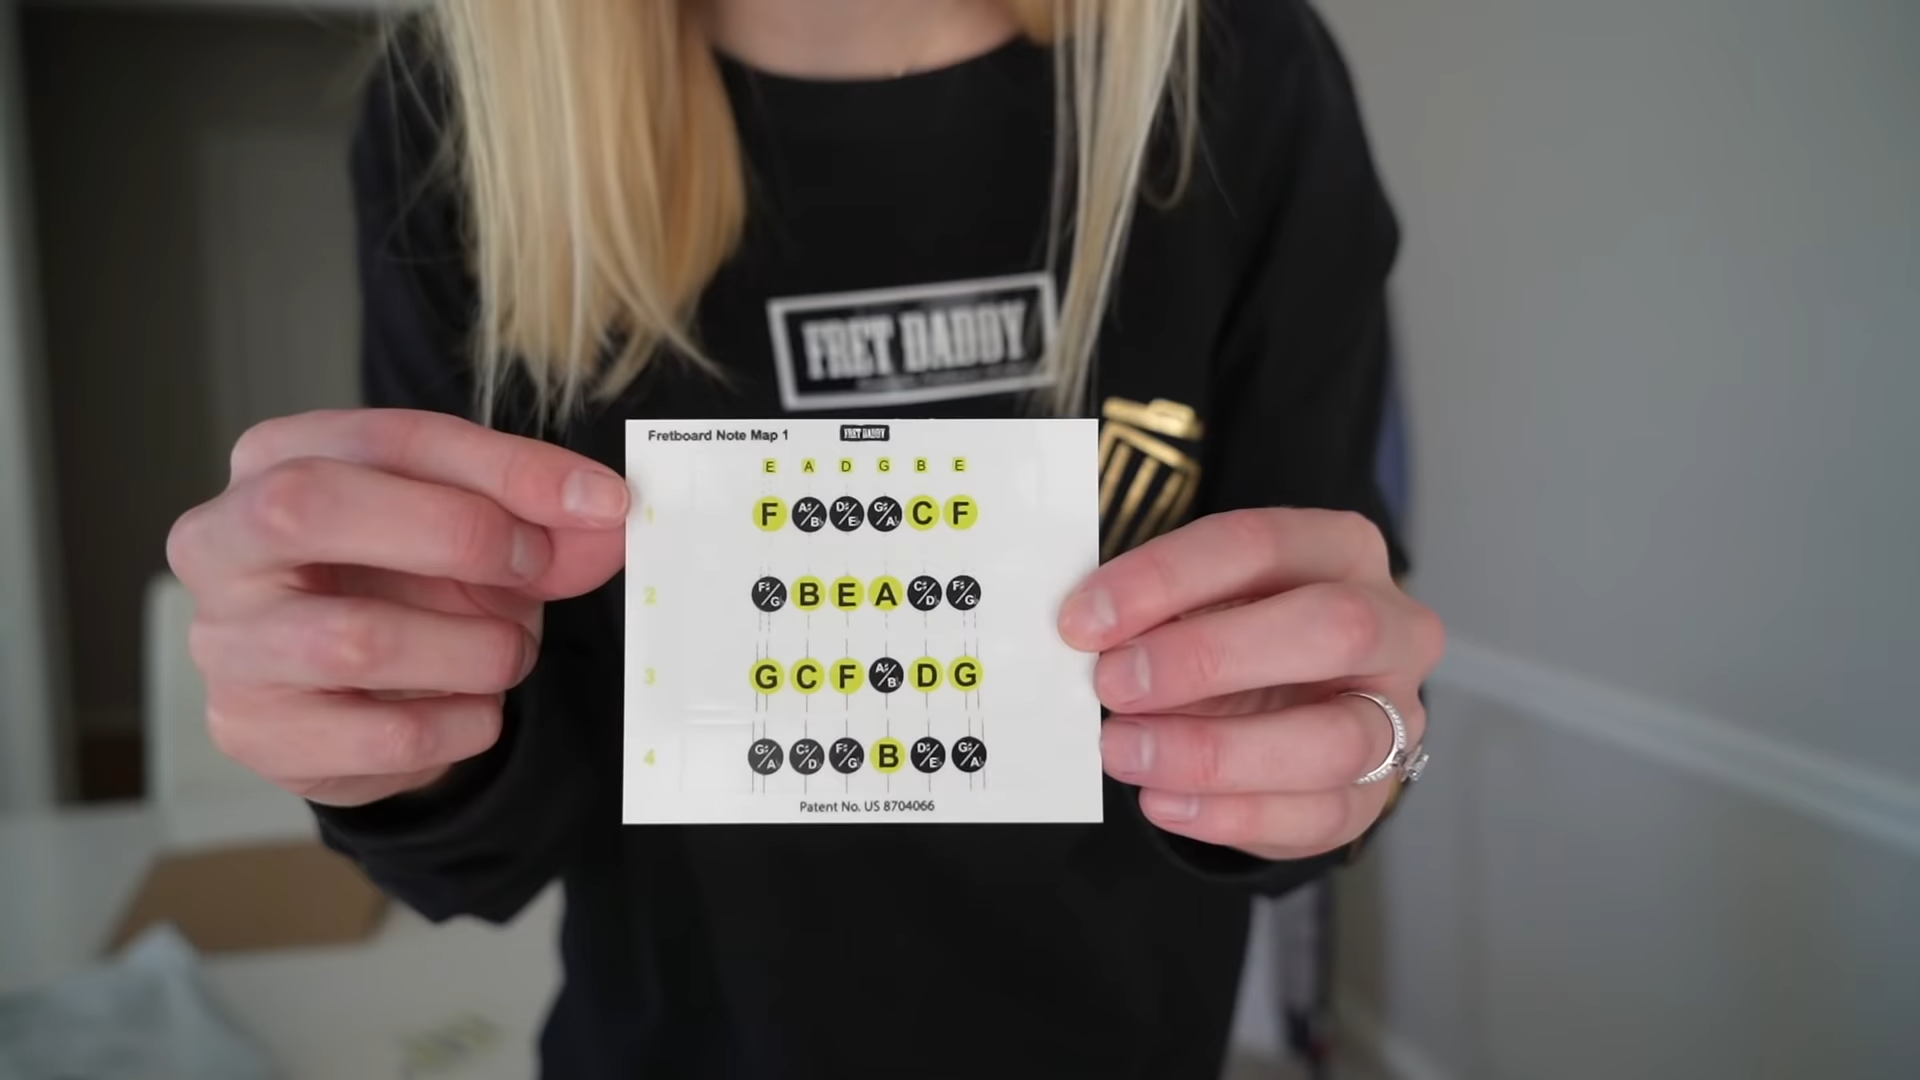 FRET DADDY
Fretboard Note Map 1 FRET DADDY
E A D G B E
1 F A♯/B♭ D♯/E♭ G♯/A♭ C F
2 F♯/G♭ B E A C♯/D♭ F♯/G♭
3 G C F A♯/B♭ D G
4 G♯/A♭ C♯/D♭ F♯/G♭ B D♯/E♭ G♯/A♭
Patent No. US 8704066